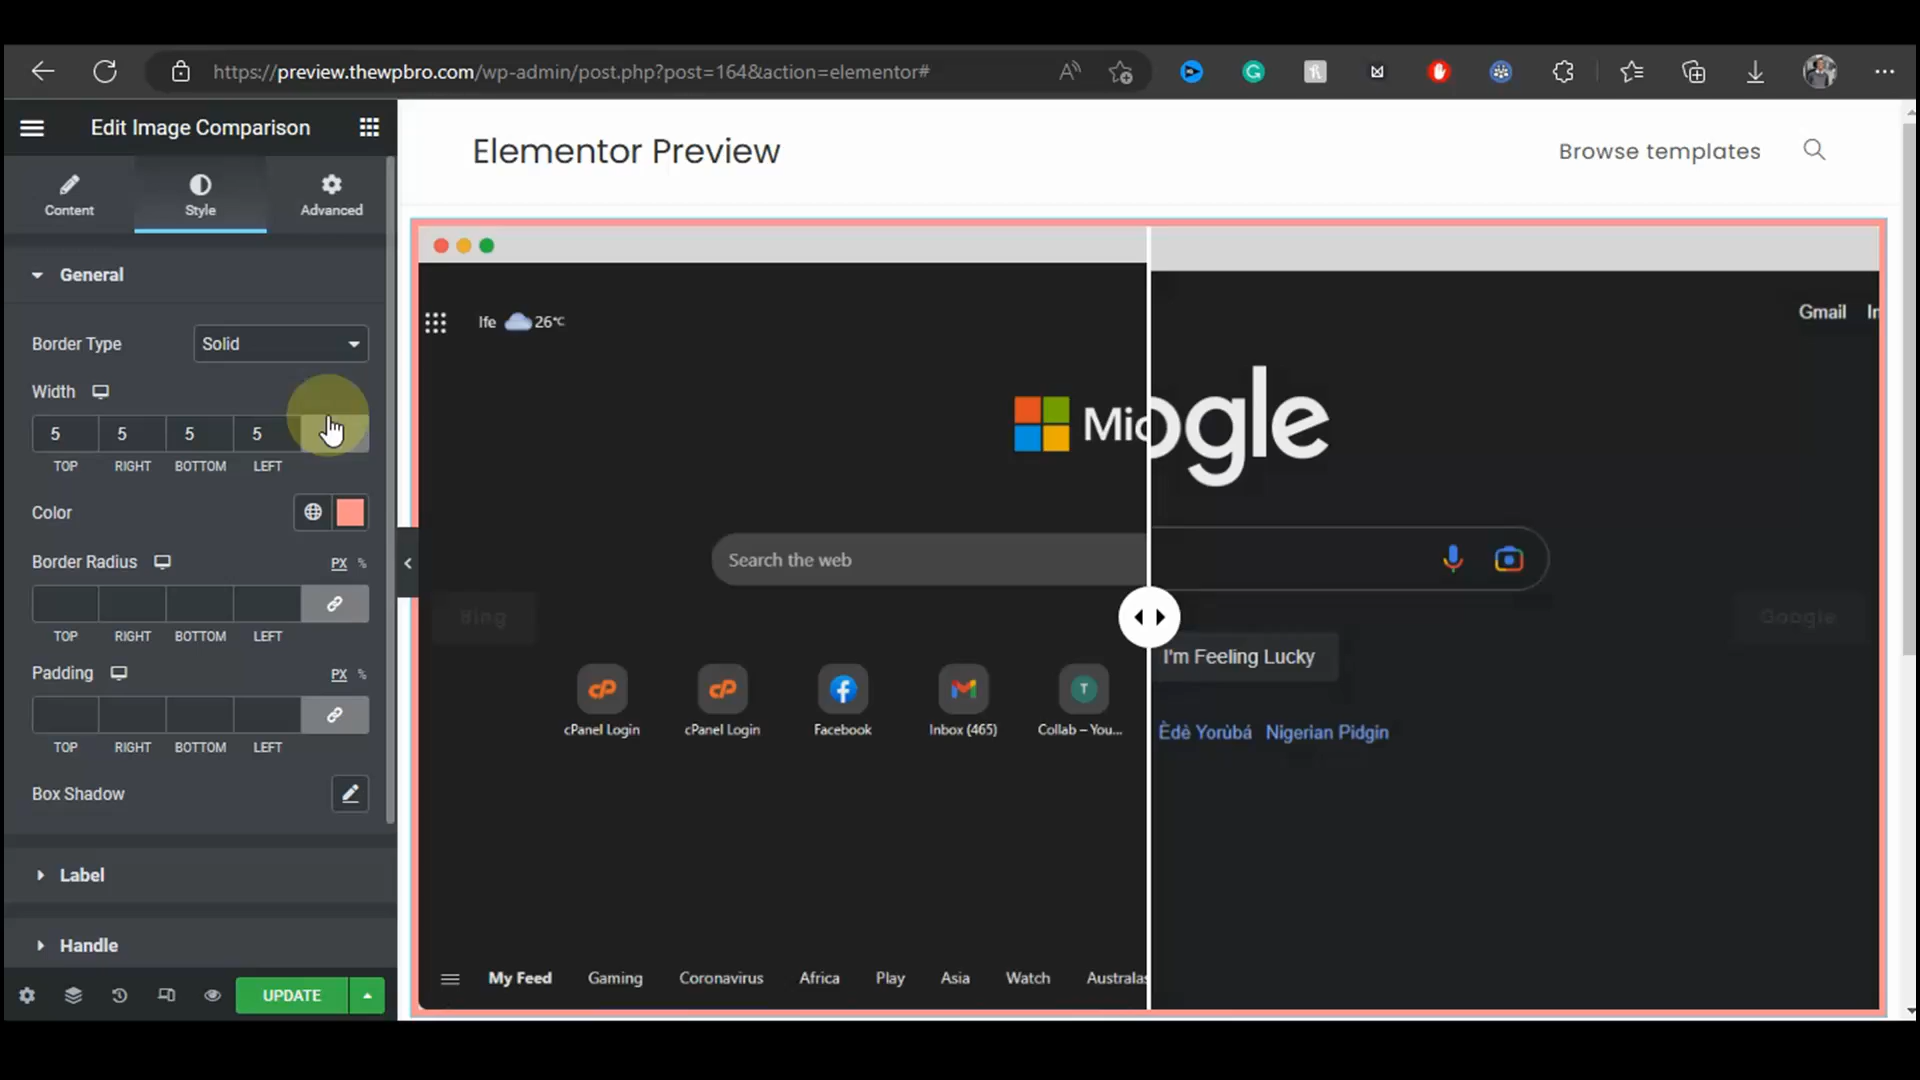 https://preview.thewpbro.com/wp-admin/post.php?post=164&action=elementor#
Edit Image Comparison
Content
Style
Advanced
General
Border Type
Solid
Width
5 5 5 5
TOP RIGHT BOTTOM LEFT
Color
Border Radius
PX %
TOP RIGHT BOTTOM LEFT
Padding
PX %
TOP RIGHT BOTTOM LEFT
Box Shadow
Label
Handle
UPDATE
Elementor Preview
Browse templates
Ife 26°C
Gmail
Mic
ogle
Search the web
Bing
Google
I'm Feeling Lucky
cPanel Login
cPanel Login
Facebook
Inbox (465)
T
Collab – You...
Èdè Yorùbá Nigerian Pidgin
My Feed Gaming Coronavirus Africa Play Asia Watch Australas